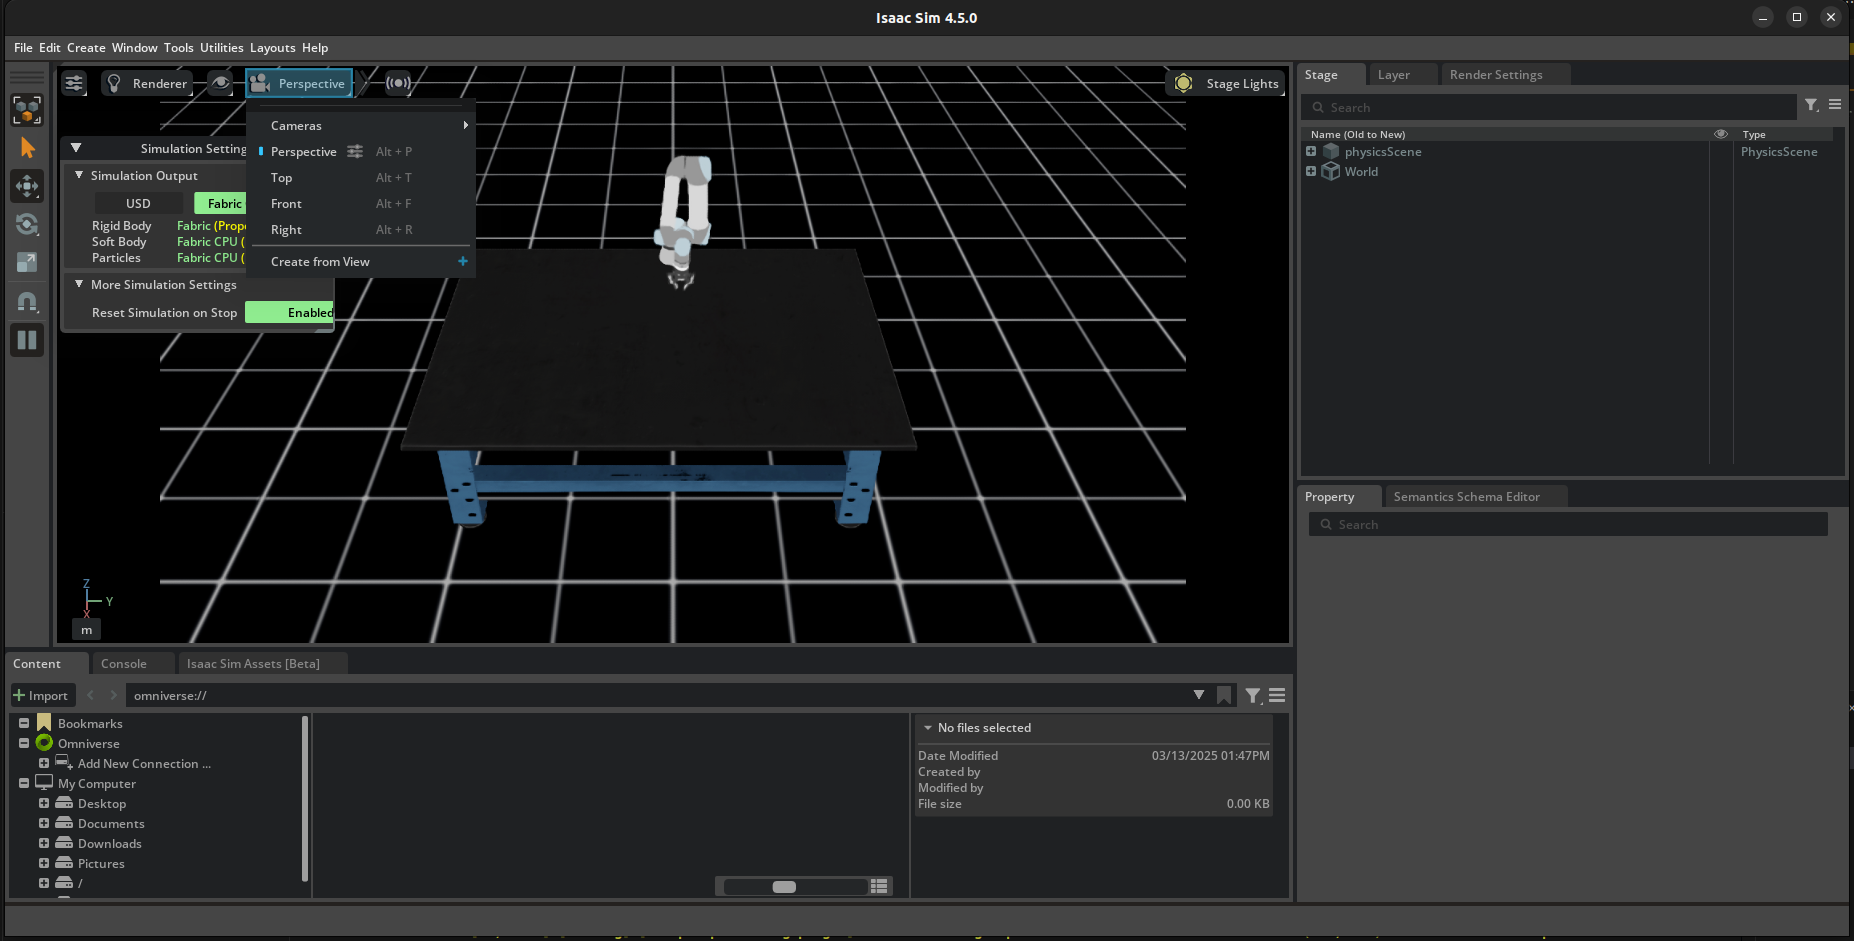 Isaac Sim 4.5.0
File Edit Create Window Tools Utilities Layouts Help
Renderer
Perspective
Stage Lights
Cameras
Perspective Alt + P
Top Alt + T
Front Alt + F
Right Alt + R
Create from View +
Simulation Setting
Simulation Output
USD Fabric
Rigid Body Fabric (Prope
Soft Body Fabric CPU (
Particles Fabric CPU (
More Simulation Settings
Reset Simulation on Stop Enabled
Z
Y
X
m
Stage Layer Render Settings
Search
Name (Old to New) Type
physicsScene PhysicsScene
World
Property Semantics Schema Editor
Search
Content Console Isaac Sim Assets [Beta]
+ Import omniverse://
Bookmarks
Omniverse
Add New Connection ...
My Computer
Desktop
Documents
Downloads
Pictures
/
No files selected
Date Modified 03/13/2025 01:47PM
Created by
Modified by
File size 0.00 KB